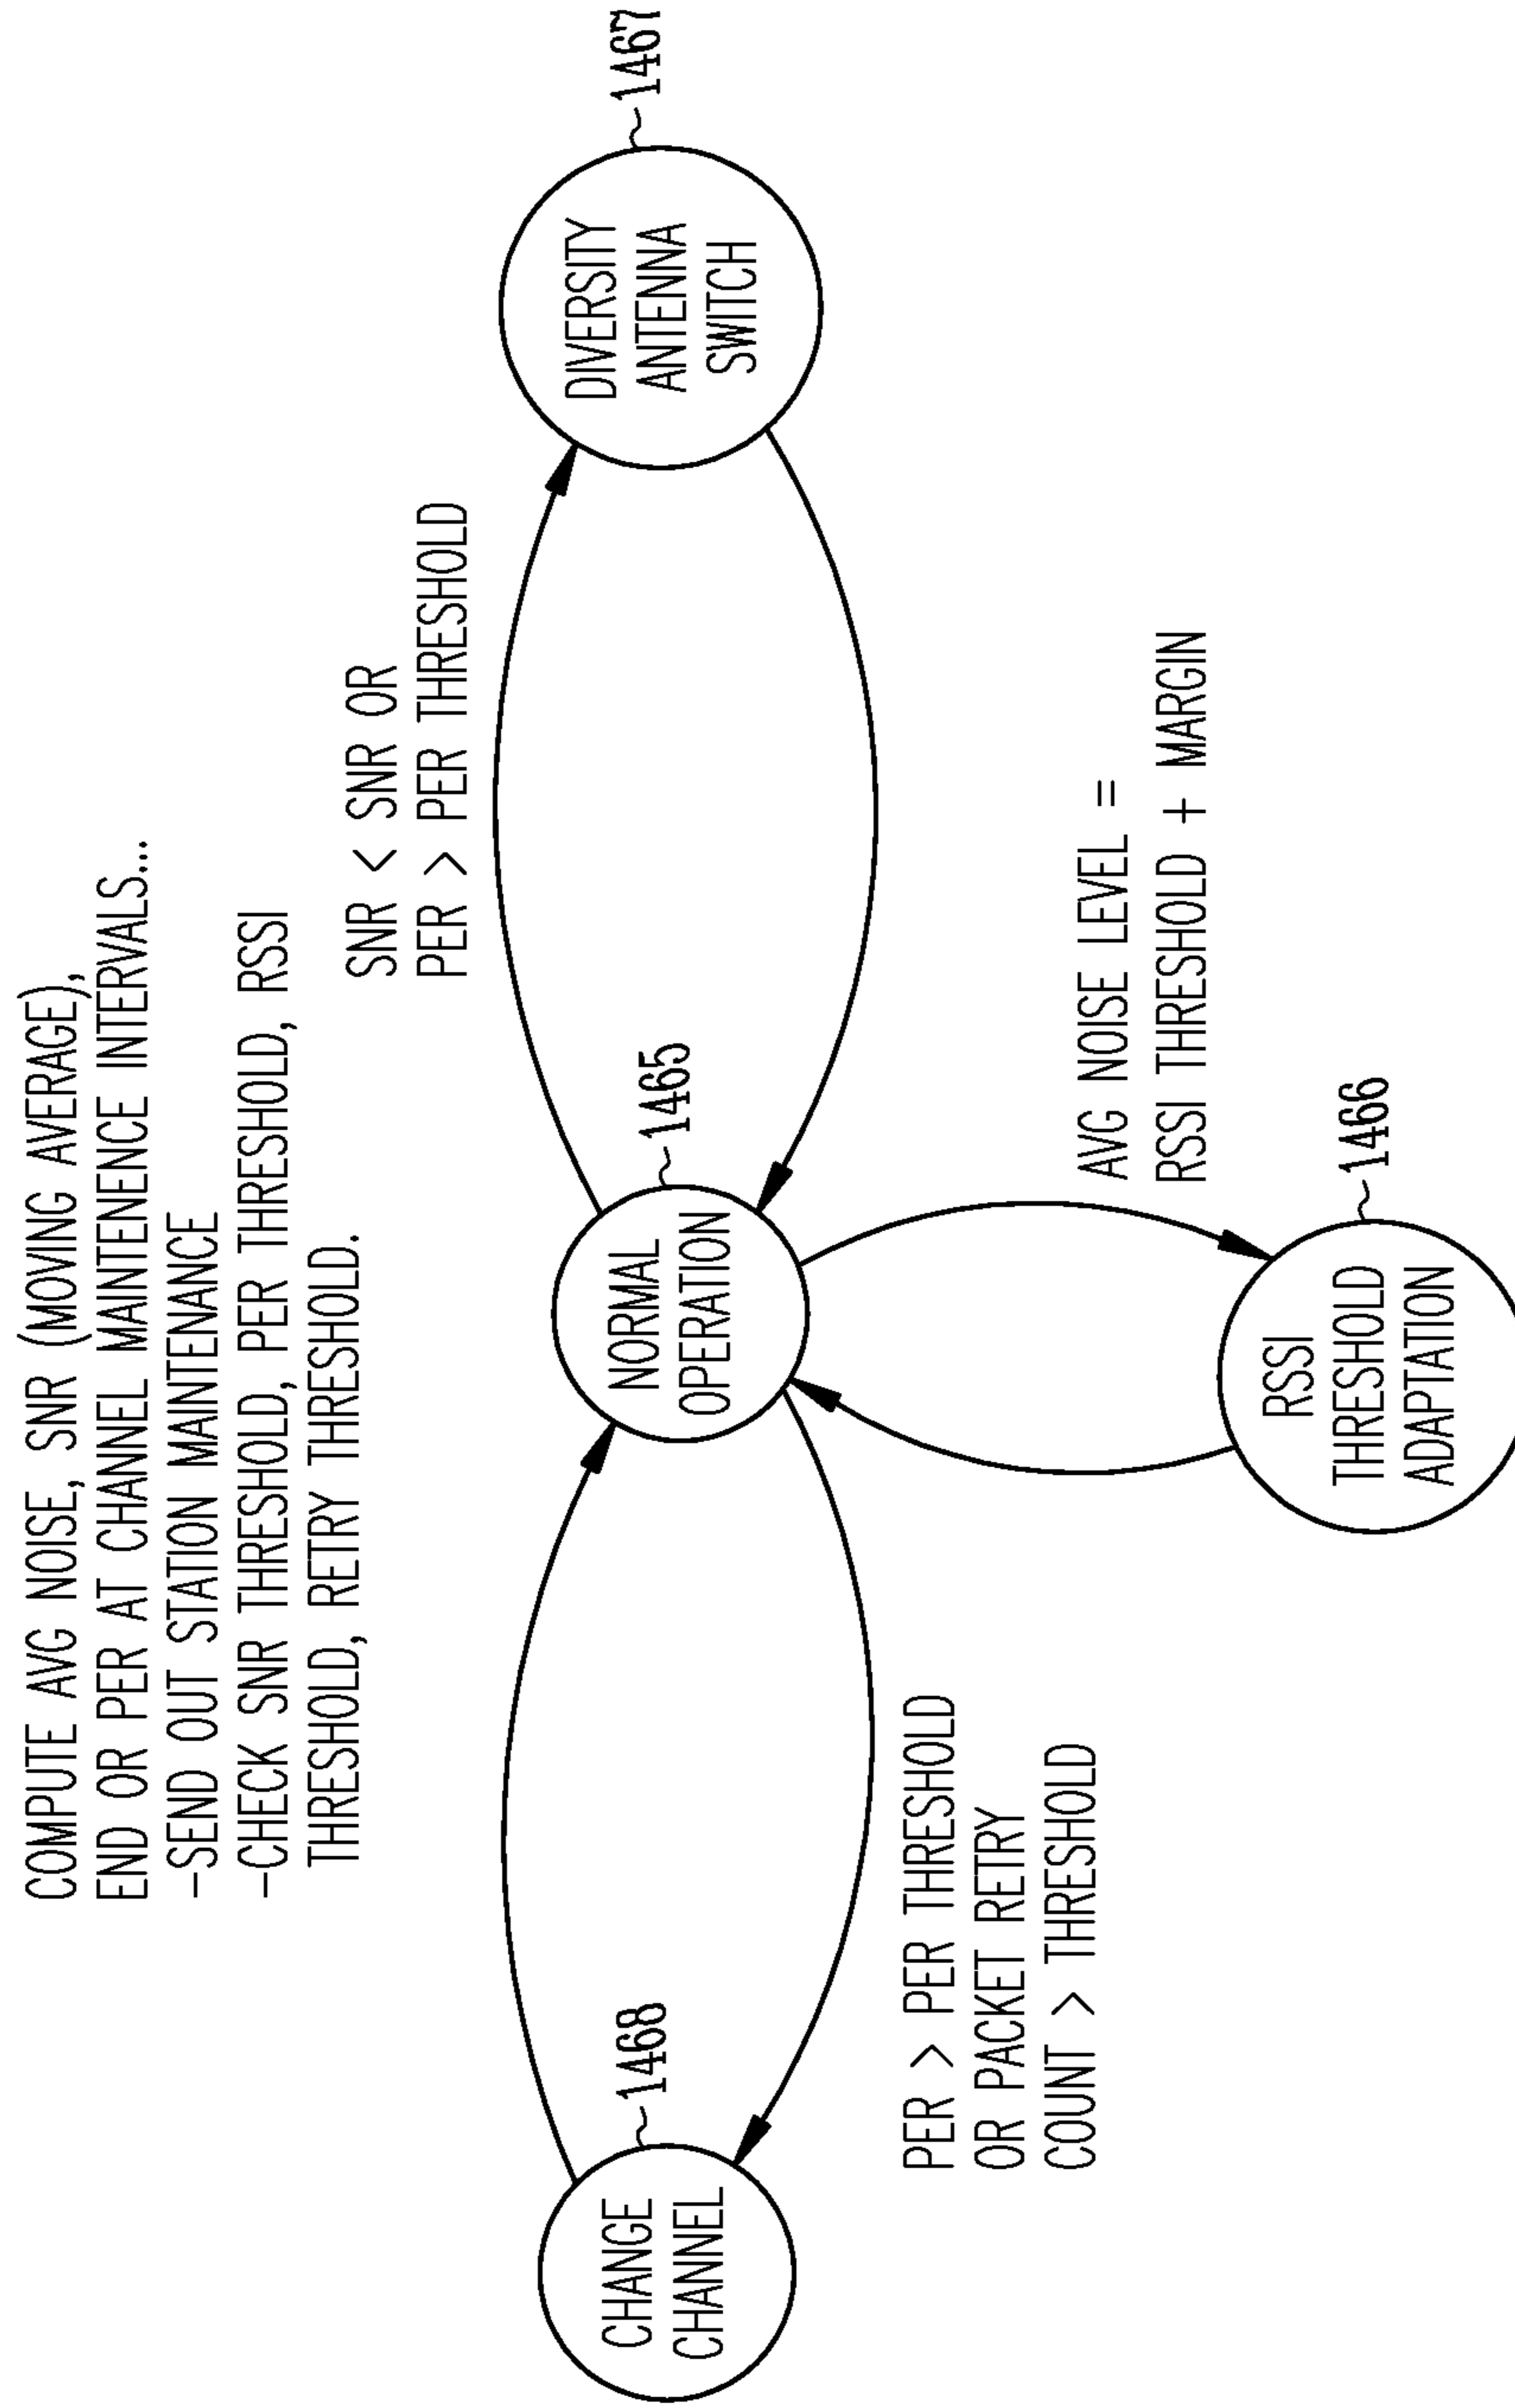 COMPUTE AVG NOISE, SNR (MOVING AVERAGE),
END OR PER AT CHANNEL MAINTENENCE INTERVALS...
-SEND OUT STATION MAINTENANCE
-CHECK SNR THRESHOLD, PER THRESHOLD, RSSI
THRESHOLD, RETRY THRESHOLD.
SNR < SNR OR
PER > PER THRESHOLD
CHANGE
CHANNEL
1468
NORMAL
OPERATION
1465
DIVERSITY
ANTENNA
SWITCH
1467
PER > PER THRESHOLD
OR PACKET RETRY
COUNT > THRESHOLD
AVG NOISE LEVEL =
RSSI THRESHOLD + MARGIN
RSSI
THRESHOLD
ADAPTATION
1466